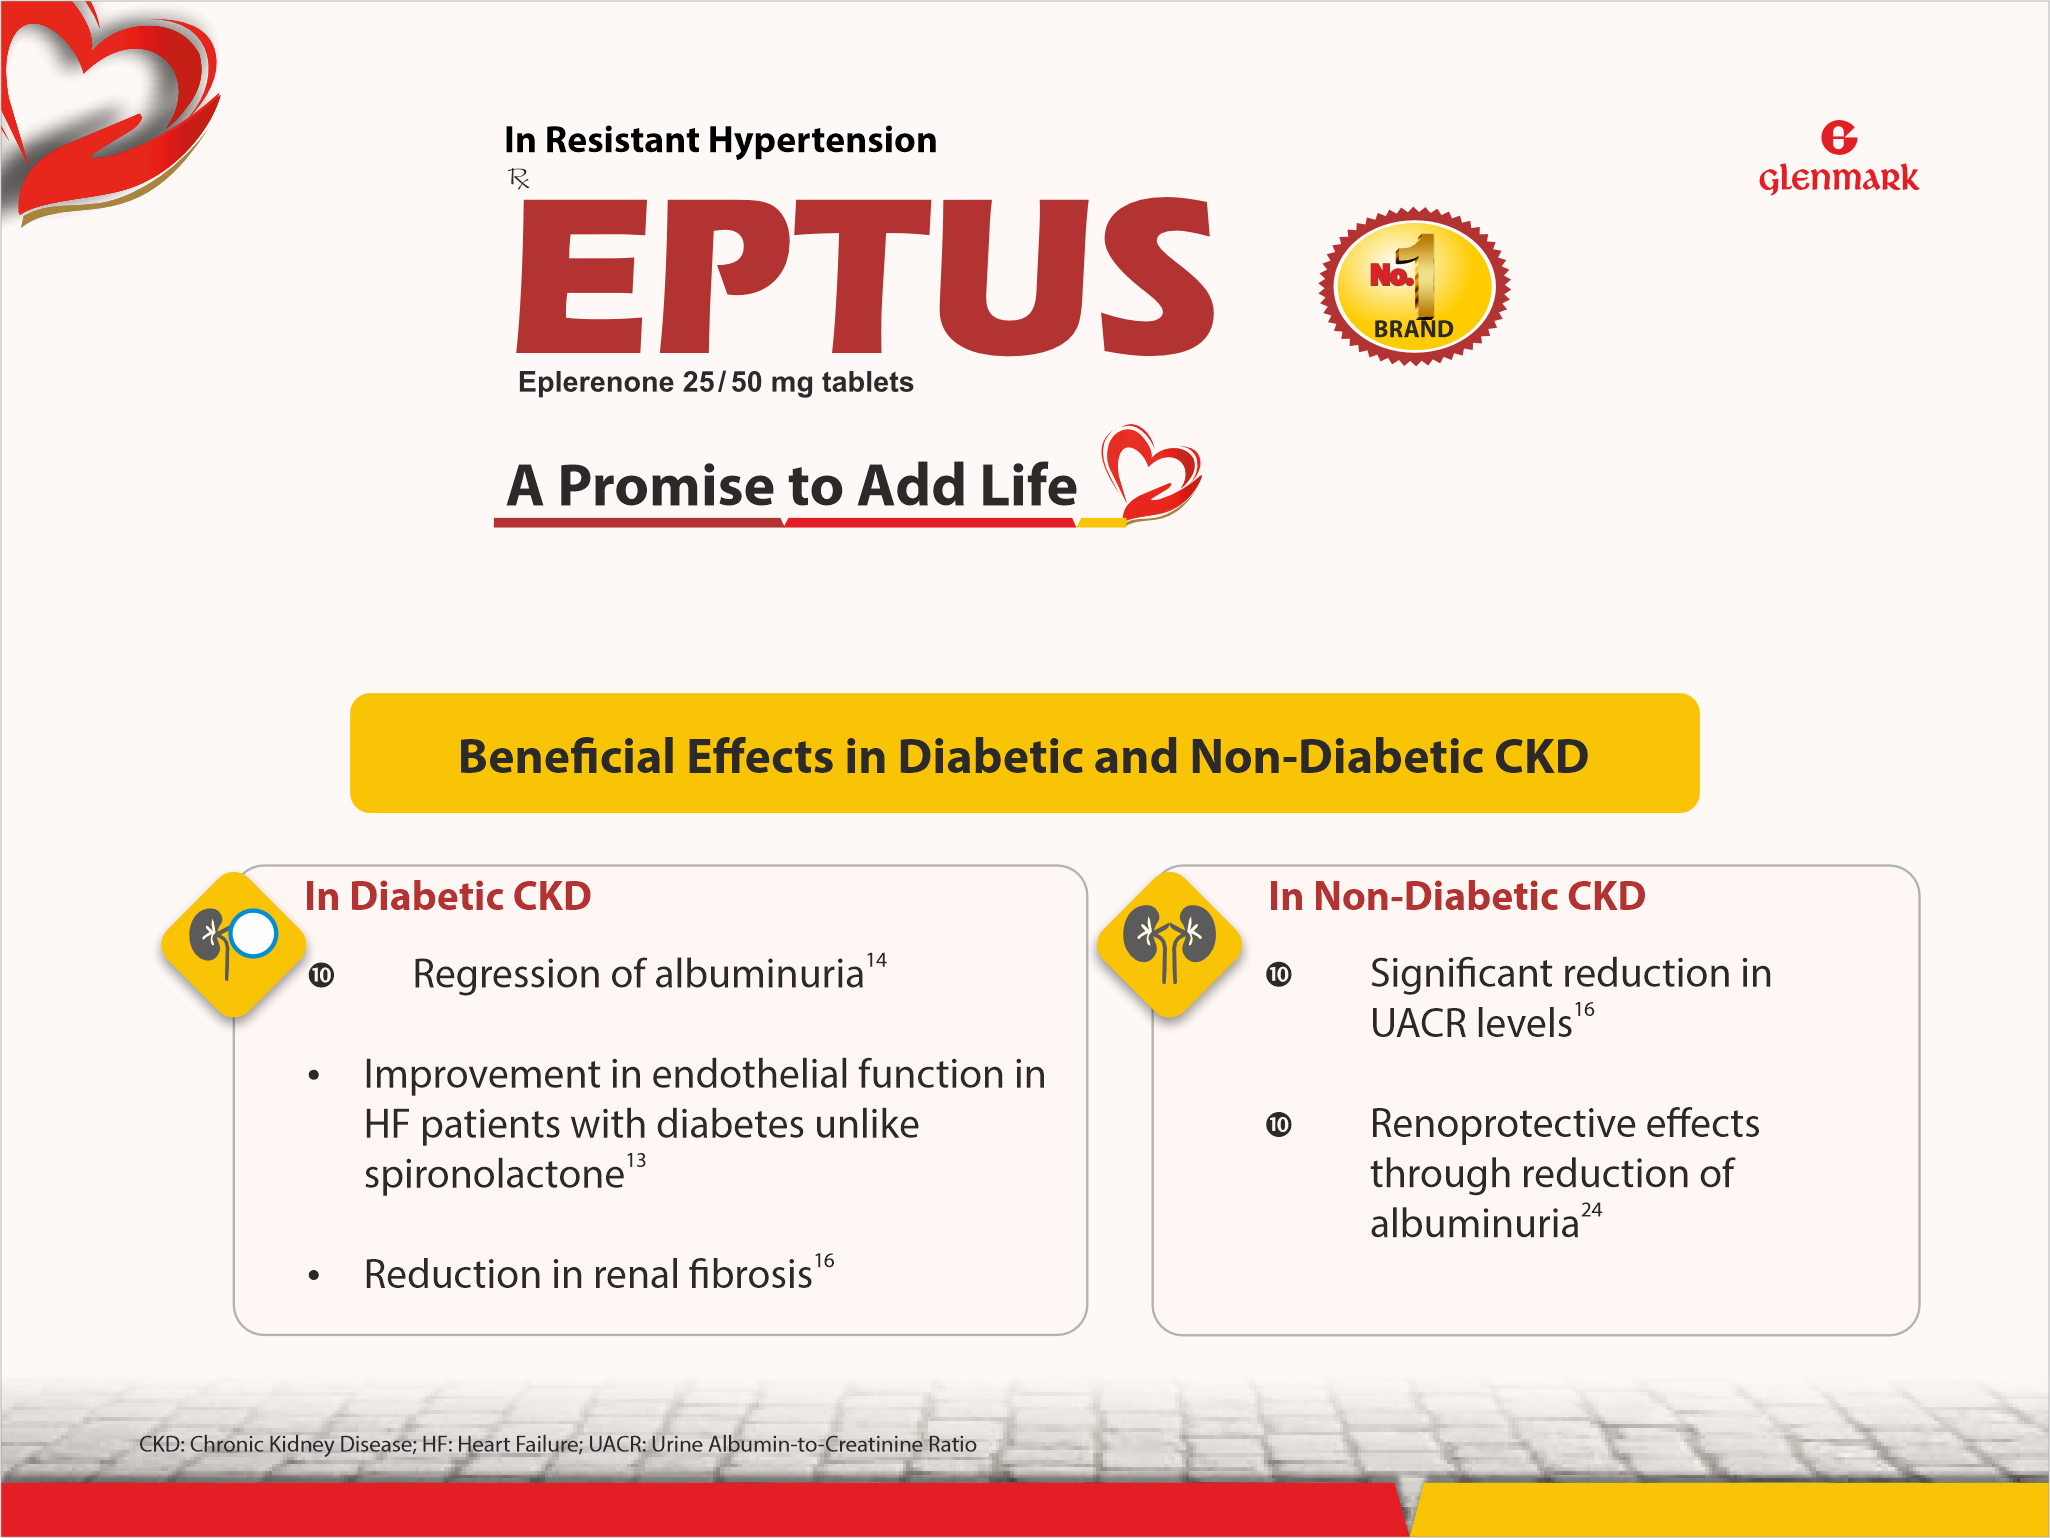 In Resistant Hypertension
℞
EPTUS
Eplerenone 25/50 mg tablets
A Promise to Add Life
glenmark
No.1
BRAND
Beneficial Effects in Diabetic and Non-Diabetic CKD
In Diabetic CKD
❿ Regression of albuminuria¹⁴
• Improvement in endothelial function in
HF patients with diabetes unlike
spironolactone¹³
• Reduction in renal fibrosis¹⁶
In Non-Diabetic CKD
❿ Significant reduction in
UACR levels¹⁶
❿ Renoprotective effects
through reduction of
albuminuria²⁴
CKD: Chronic Kidney Disease; HF: Heart Failure; UACR: Urine Albumin-to-Creatinine Ratio